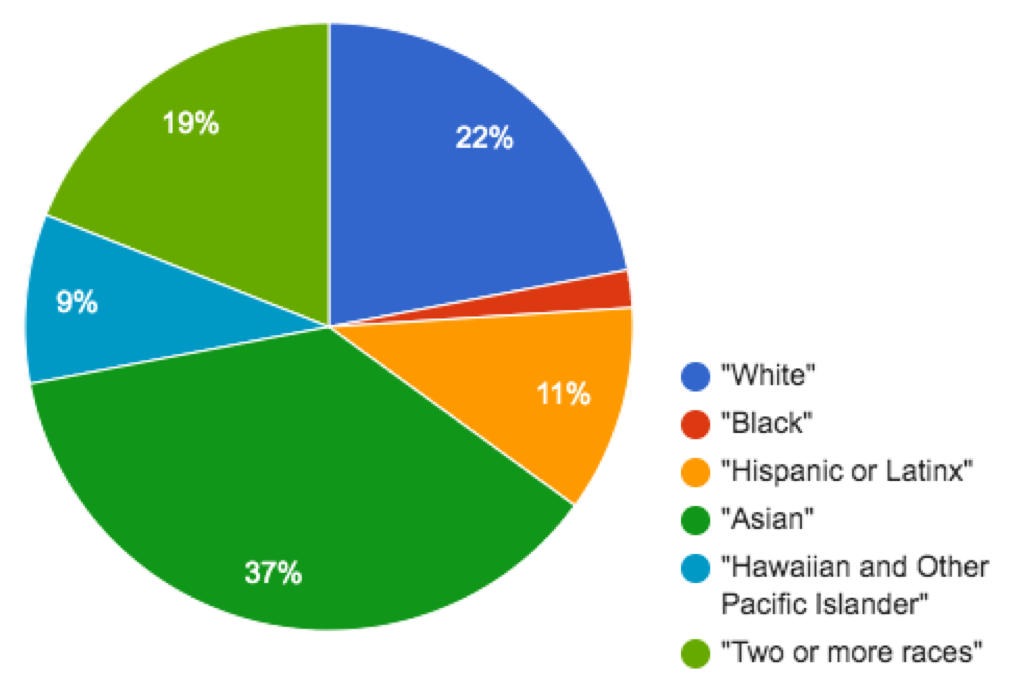 19%
22%
9%
11%
37%
"White"
"Black"
"Hispanic or Latinx"
"Asian"
"Hawaiian and Other
Pacific Islander"
"Two or more races"